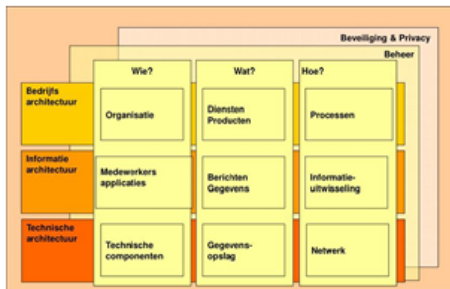 Beveiliging & Privacy
Beheer
Wie?
Wat?
Hoe?
Bedrijfs
architectuur
Organisatie
Diensten
Producten
Processen
Informatie
architectuur
Medewerkers
applicaties
Berichten
Gegevens
Informatie-
uitwisseling
Technische
architectuur
Technische
componenten
Gegevens-
opslag
Netwerk